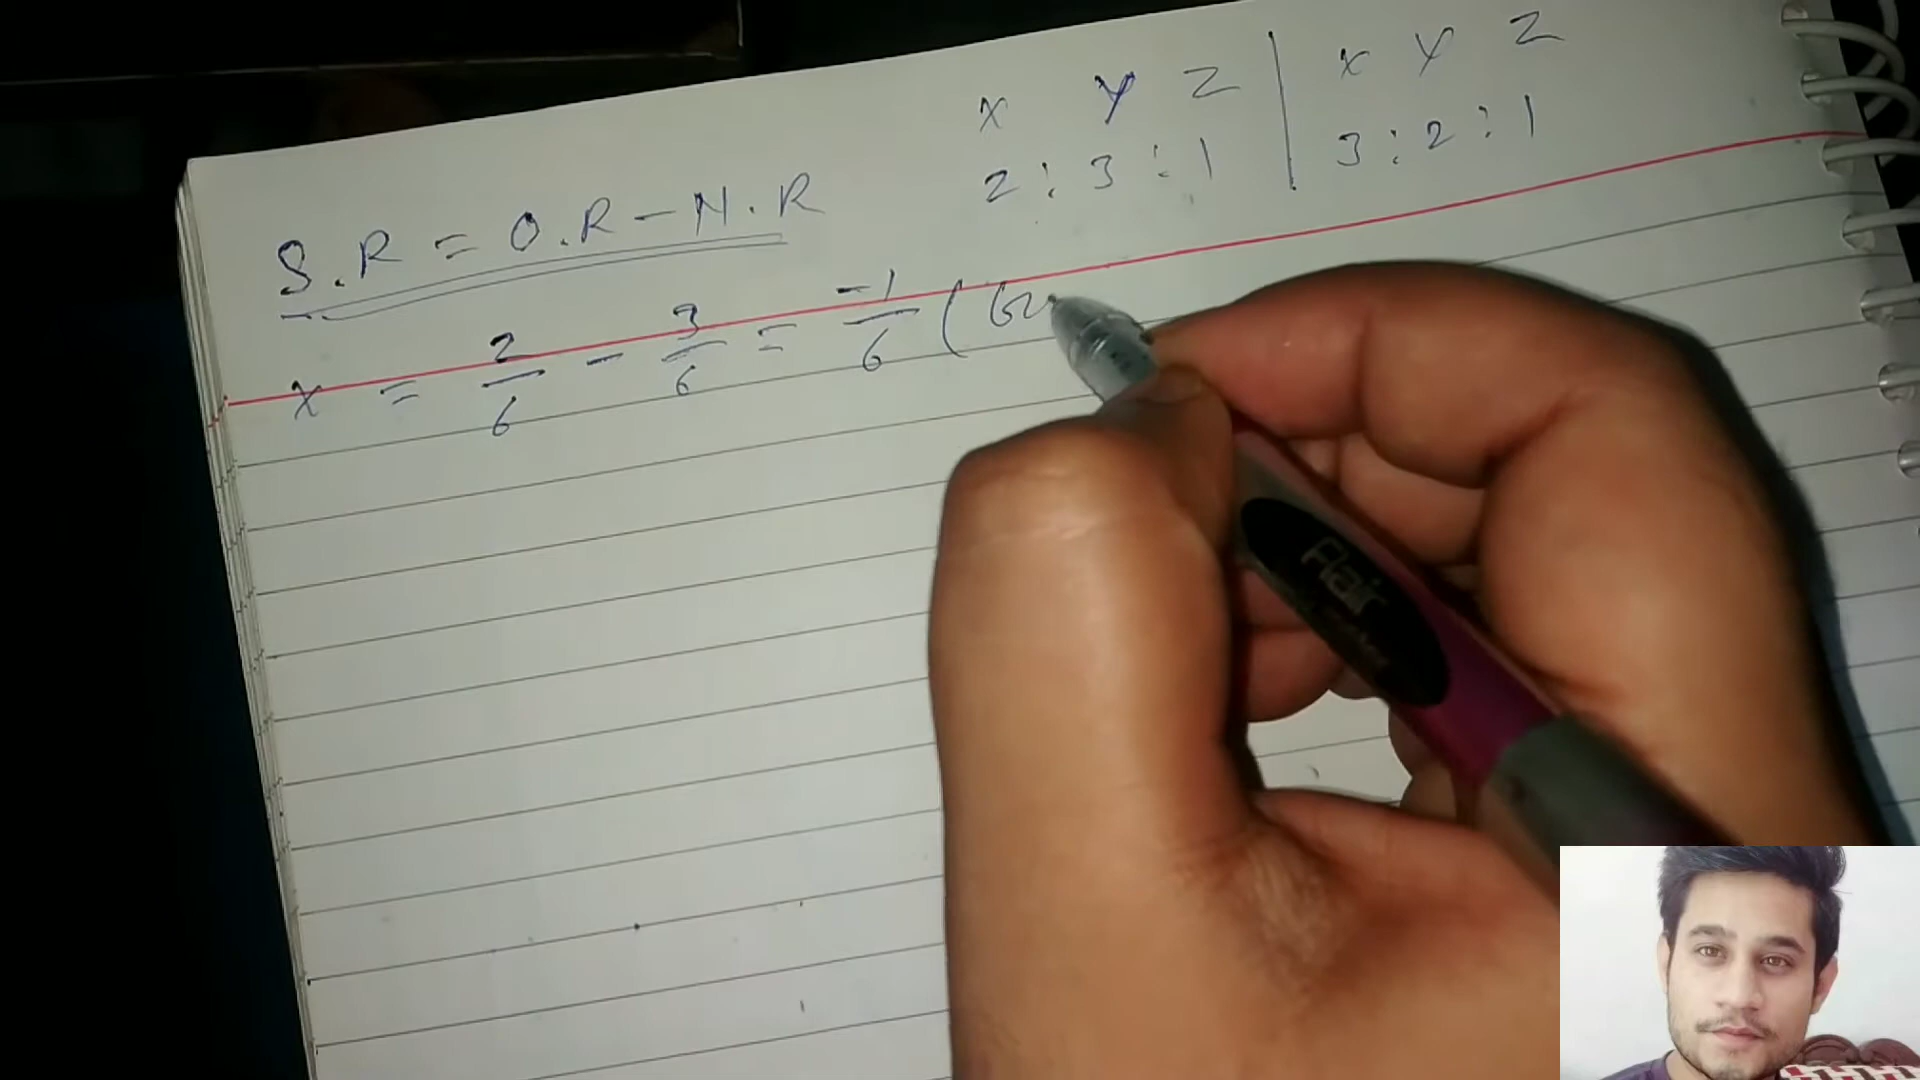 X Y Z | X Y Z
2 : 3 : 1 | 3 : 2 : 1
S.R = O.R - N.R
X = 2/6 - 3/6 = -1/6 (
Flair